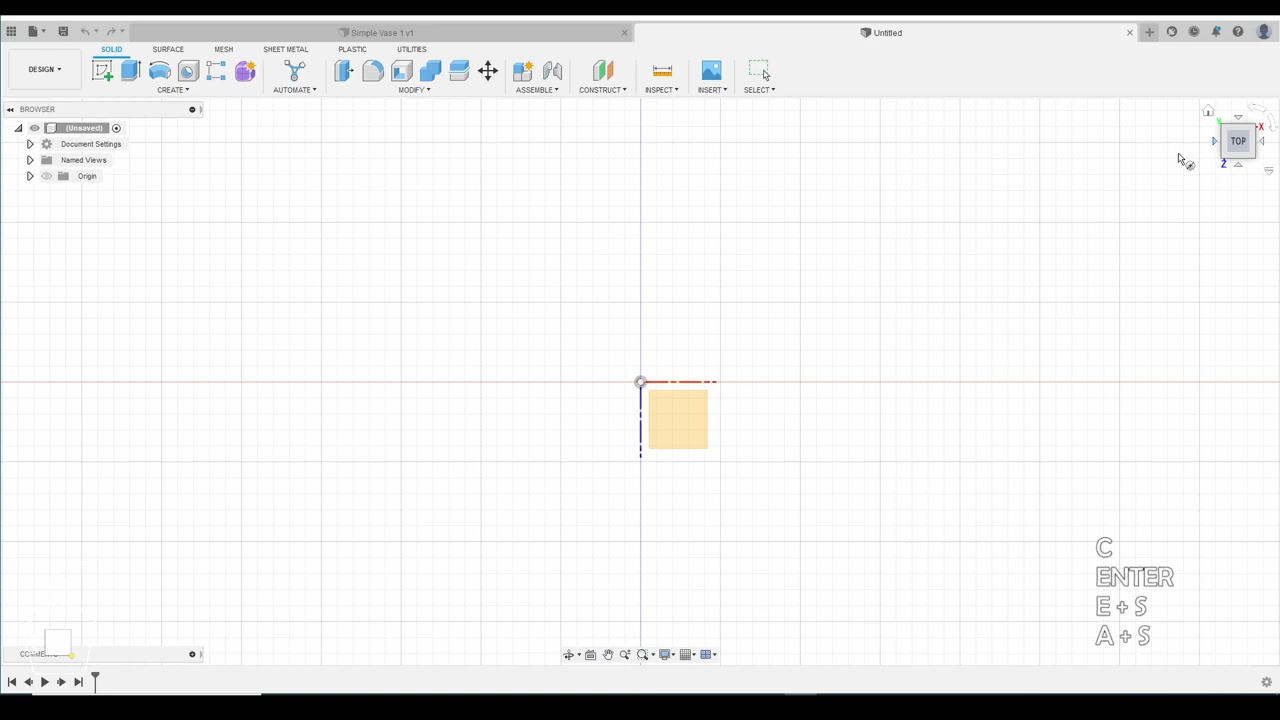 Simple Vase 1 v1
Untitled
SOLID SURFACE MESH SHEET METAL PLASTIC UTILITIES
DESIGN
CREATE AUTOMATE MODIFY ASSEMBLE CONSTRUCT INSPECT INSERT SELECT
BROWSER
(Unsaved)
Document Settings
Named Views
Origin
X
TOP
Z
C
ENTER
E + S
A + S